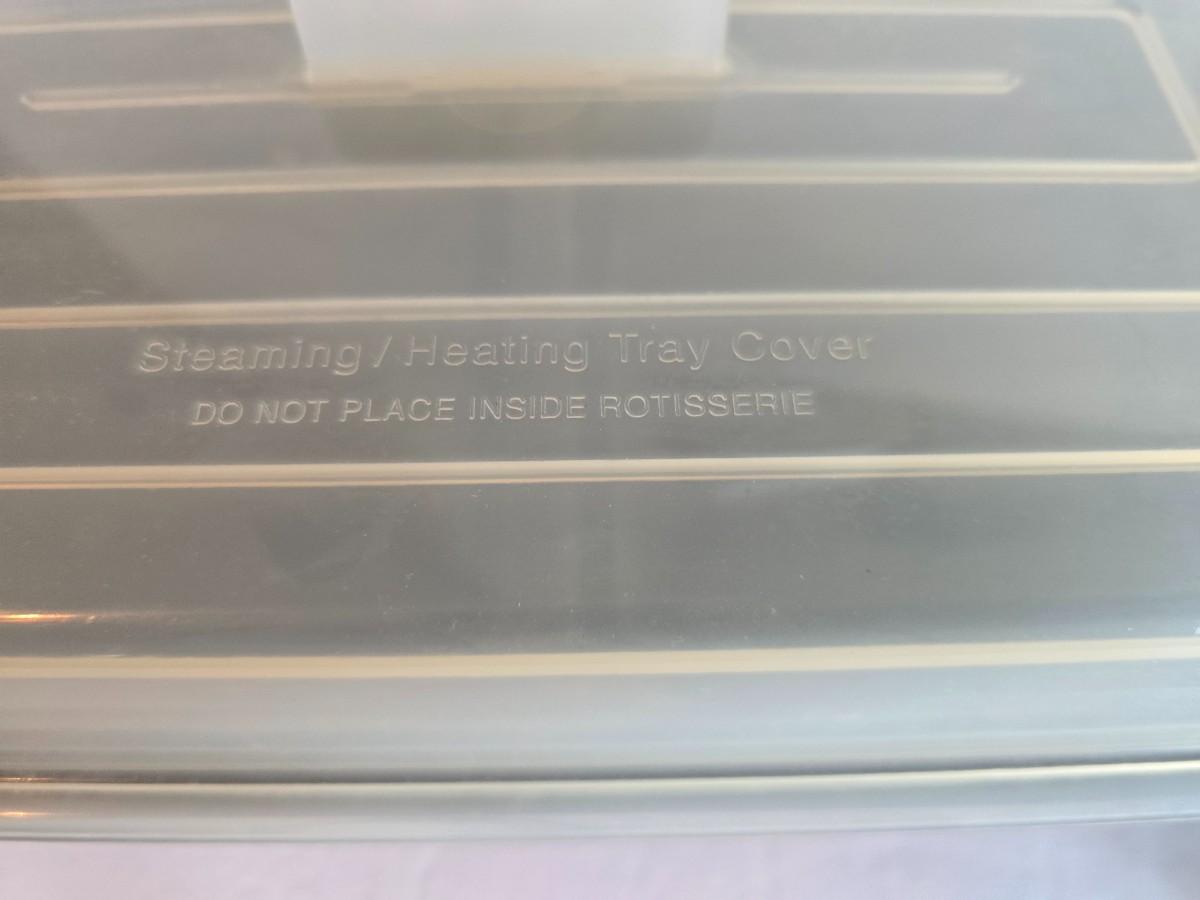 Steaming / Heating Tray Cover
DO NOT PLACE INSIDE ROTISSERIE